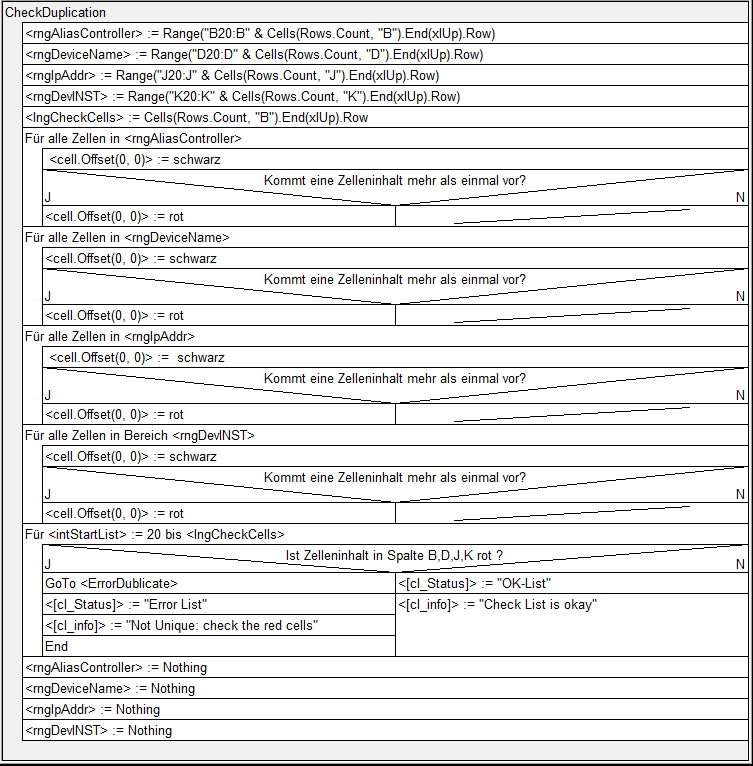 CheckDuplication
<rngAliasController> := Range("B20:B" & Cells(Rows.Count, "B").End(xlUp).Row)
<rngDeviceName> := Range("D20:D" & Cells(Rows.Count, "D").End(xlUp).Row)
<rngIpAddr> := Range("J20:J" & Cells(Rows.Count, "J").End(xlUp).Row)
<rngDevINST> := Range("K20:K" & Cells(Rows.Count, "K").End(xlUp).Row)
<lngCheckCells> := Cells(Rows.Count, "B").End(xlUp).Row
Für alle Zellen in <rngAliasController>
<cell.Offset(0, 0)> := schwarz
Kommt eine Zelleninhalt mehr als einmal vor?
J N
<cell.Offset(0, 0)> := rot
Für alle Zellen in <rngDeviceName>
<cell.Offset(0, 0)> := schwarz
Kommt eine Zelleninhalt mehr als einmal vor?
J N
<cell.Offset(0, 0)> := rot
Für alle Zellen in <rngIpAddr>
<cell.Offset(0, 0)> := schwarz
Kommt eine Zelleninhalt mehr als einmal vor?
J N
<cell.Offset(0, 0)> := rot
Für alle Zellen in Bereich <rngDevINST>
<cell.Offset(0, 0)> := schwarz
Kommt eine Zelleninhalt mehr als einmal vor?
J N
<cell.Offset(0, 0)> := rot
Für <intStartList> := 20 bis <lngCheckCells>
Ist Zelleninhalt in Spalte B,D,J,K rot ?
J N
GoTo <ErrorDublicate>
<[cl_Status]> := "Error List"
<[cl_info]> := "Not Unique: check the red cells"
End
<[cl_Status]> := "OK-List"
<[cl_info]> := "Check List is okay"
<rngAliasController> := Nothing
<rngDeviceName> := Nothing
<rngIpAddr> := Nothing
<rngDevINST> := Nothing